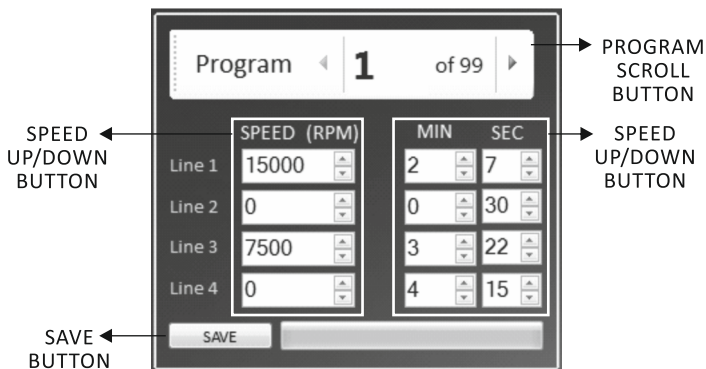 Program 1 of 99
PROGRAM
SCROLL
BUTTON
SPEED
UP/DOWN
BUTTON
SPEED (RPM) MIN SEC
SPEED
UP/DOWN
BUTTON
Line 1 15000 2 7
Line 2 0 0 30
Line 3 7500 3 22
Line 4 0 4 15
SAVE
BUTTON
SAVE